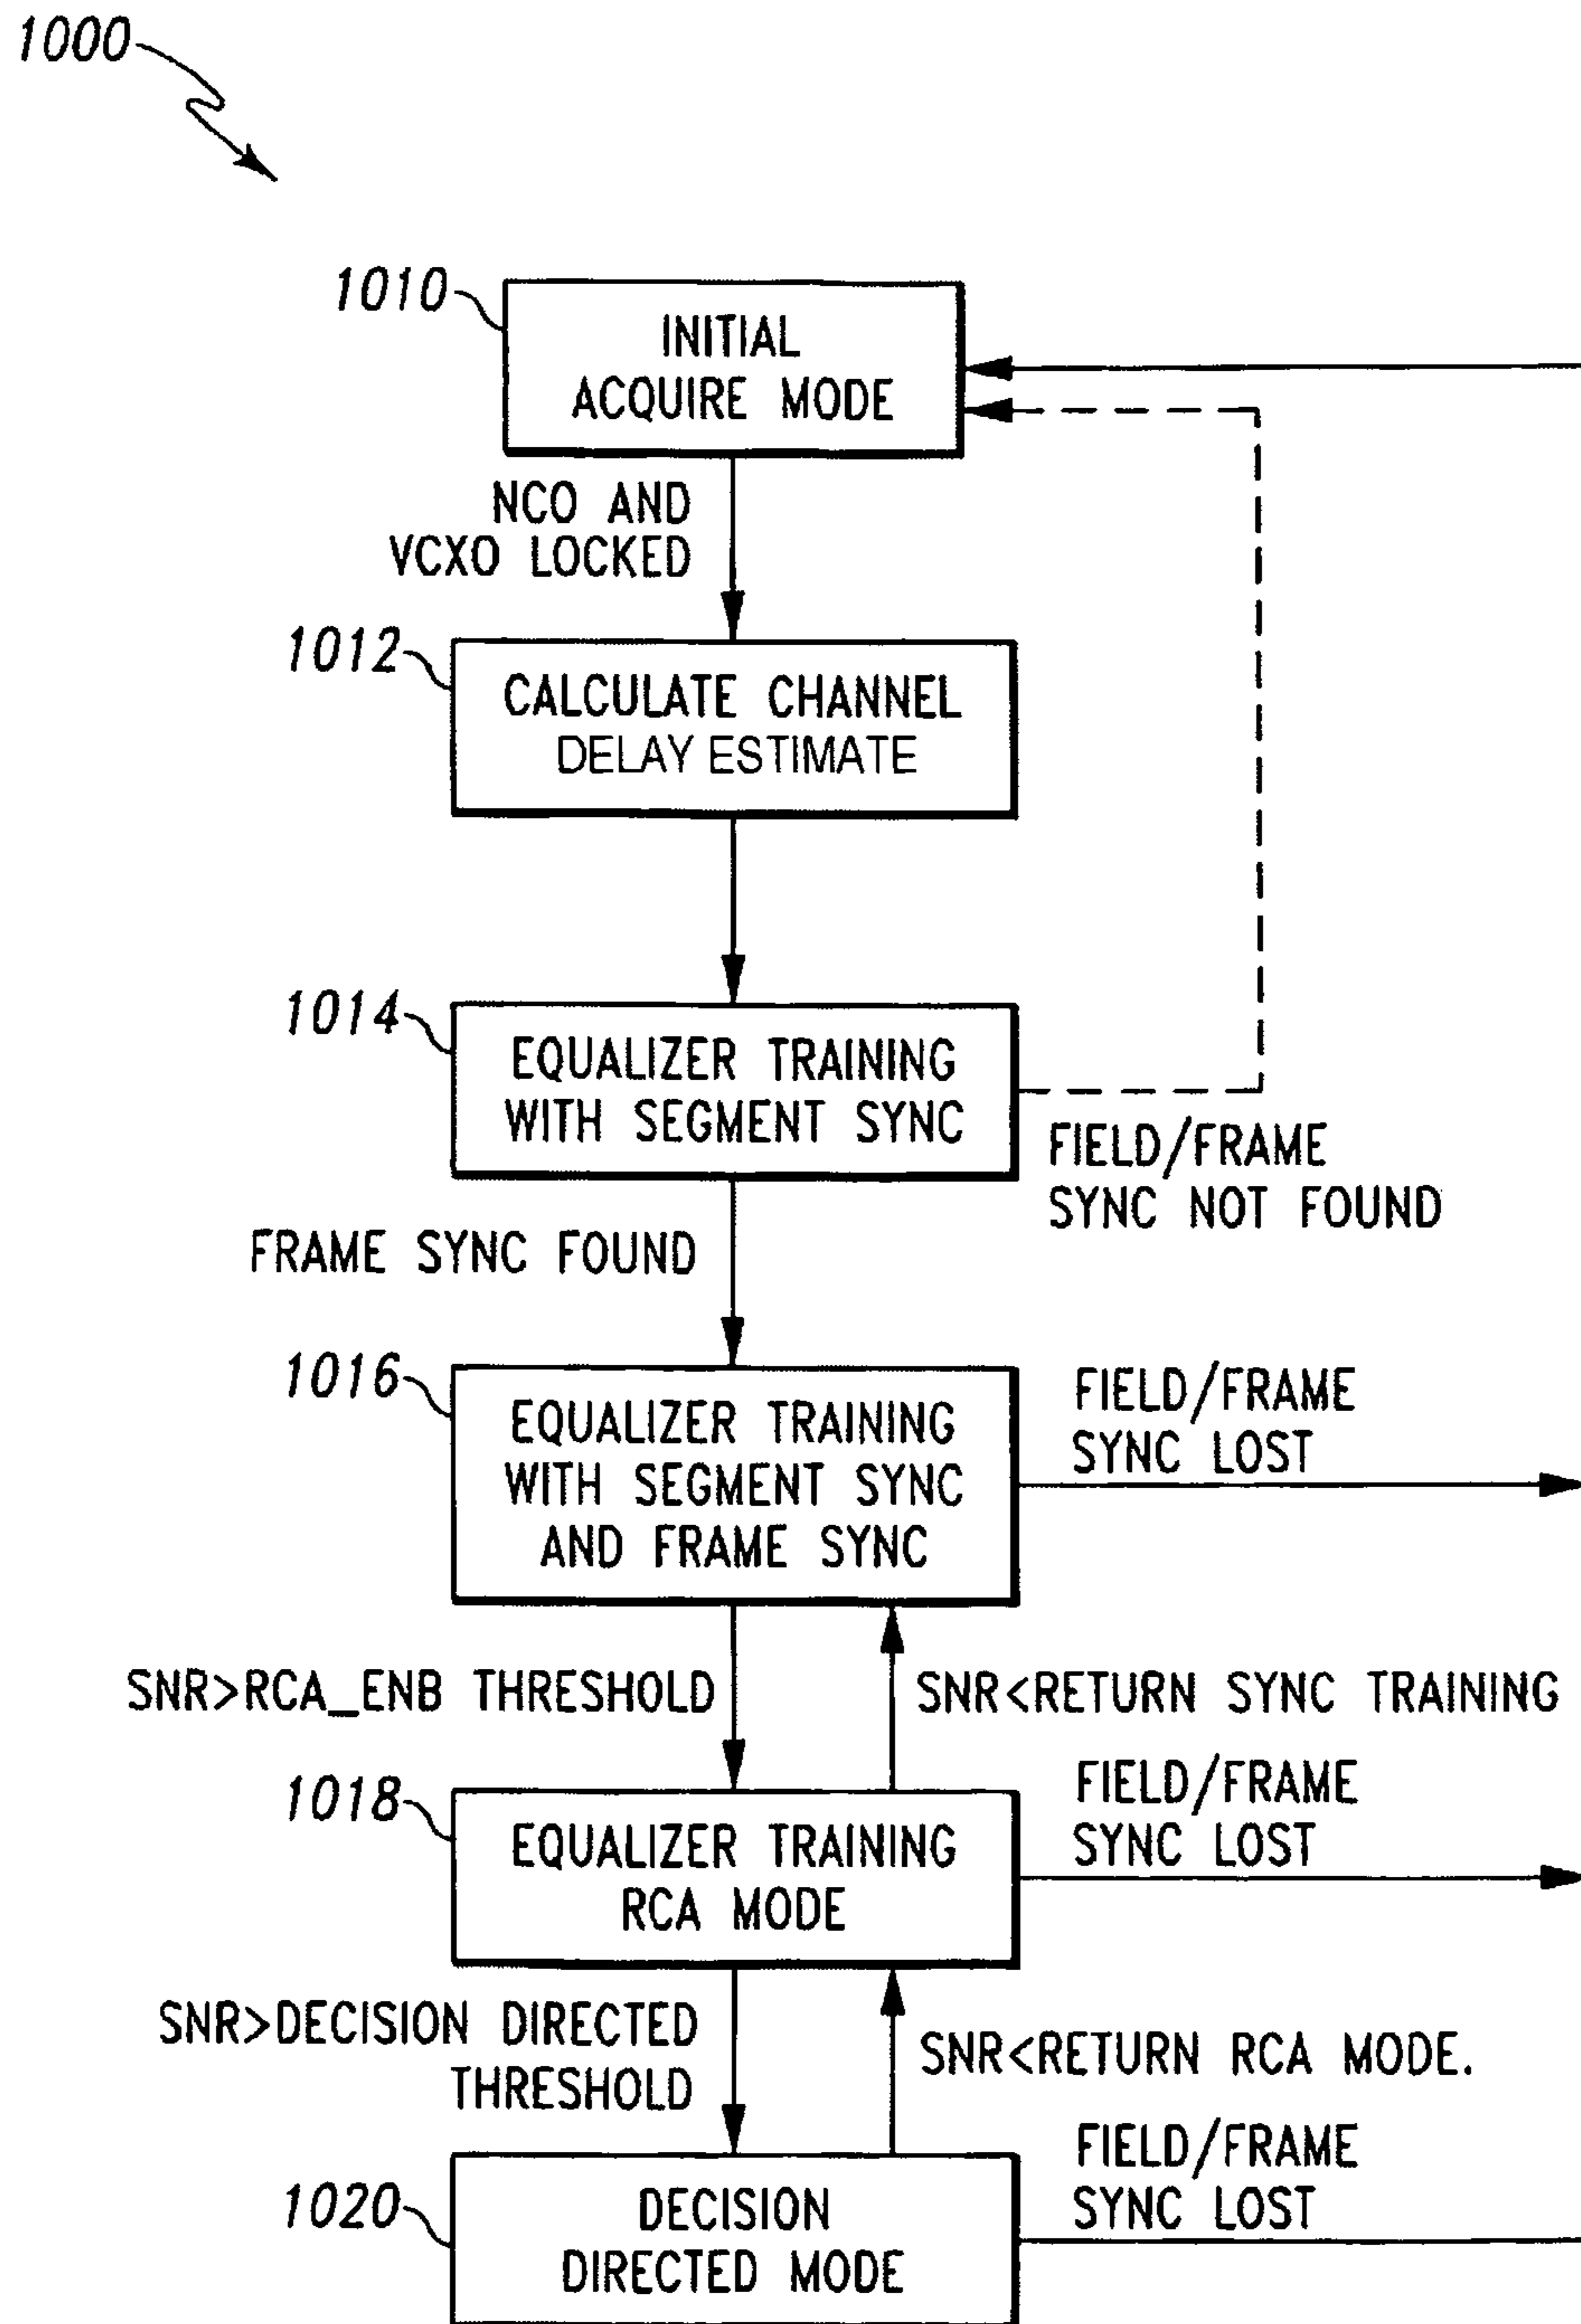 1000
1010
INITIAL
ACQUIRE MODE
NCO AND
VCXO LOCKED
1012
CALCULATE CHANNEL
DELAY ESTIMATE
1014
EQUALIZER TRAINING
WITH SEGMENT SYNC
FIELD/FRAME
SYNC NOT FOUND
FRAME SYNC FOUND
1016
EQUALIZER TRAINING
WITH SEGMENT SYNC
AND FRAME SYNC
FIELD/FRAME
SYNC LOST
SNR>RCA_ENB THRESHOLD
SNR<RETURN SYNC TRAINING
1018
EQUALIZER TRAINING
RCA MODE
FIELD/FRAME
SYNC LOST
SNR>DECISION DIRECTED
THRESHOLD
SNR<RETURN RCA MODE.
1020
DECISION
DIRECTED MODE
FIELD/FRAME
SYNC LOST